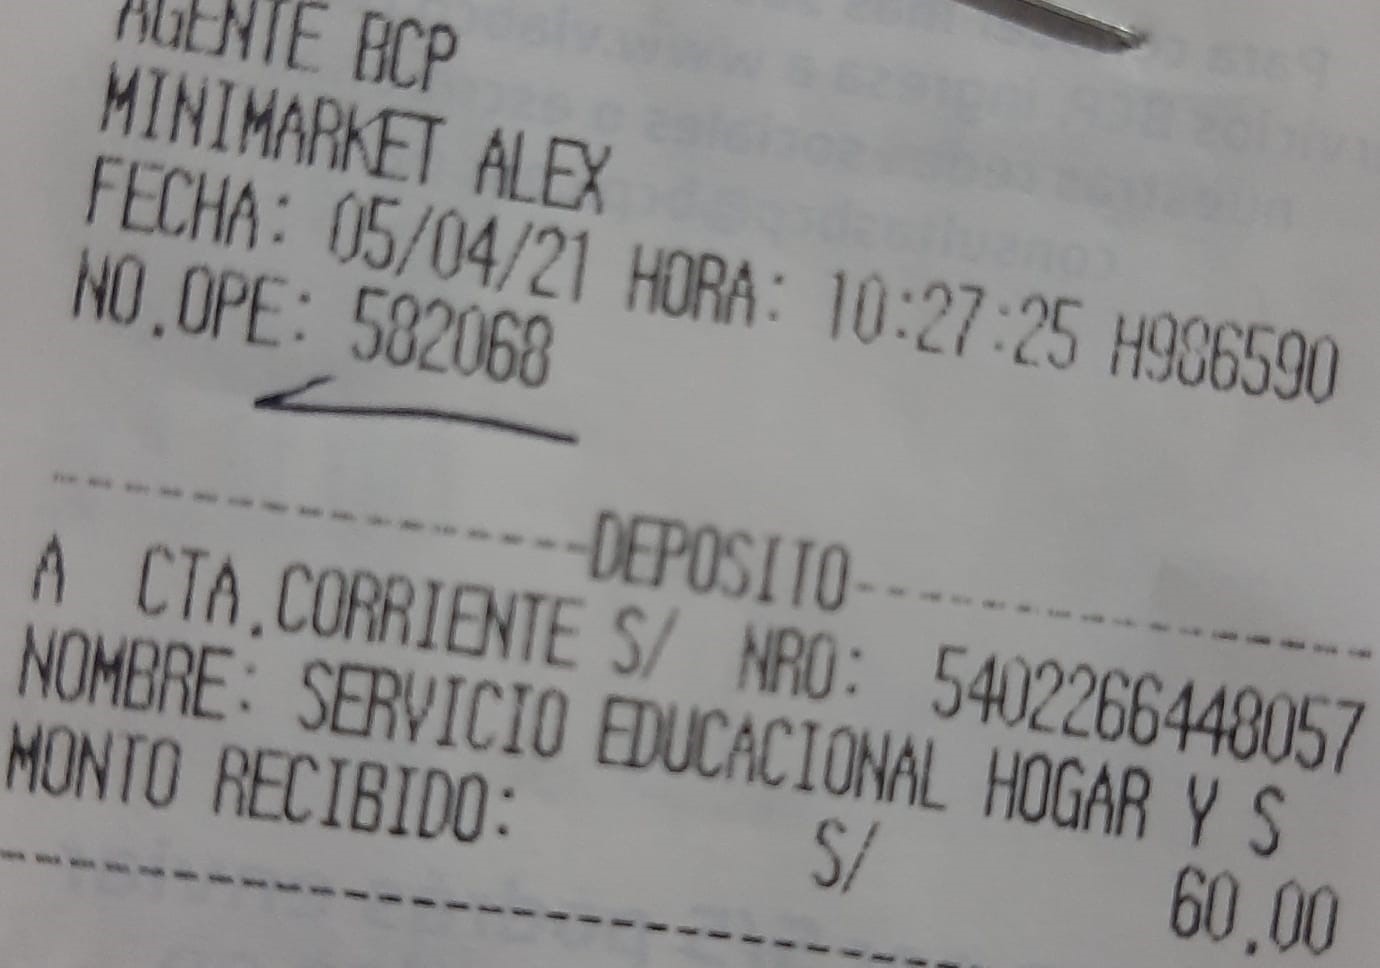 AGENTE BCP
MINIMARKET ALEX
FECHA: 05/04/21 HORA: 10:27:25 H986590
NO.OPE: 582068
DEPOSITO
A CTA.CORRIENTE S/ NRO: 5402266448057
NOMBRE: SERVICIO EDUCACIONAL HOGAR Y S
MONTO RECIBIDO: S/ 60.00